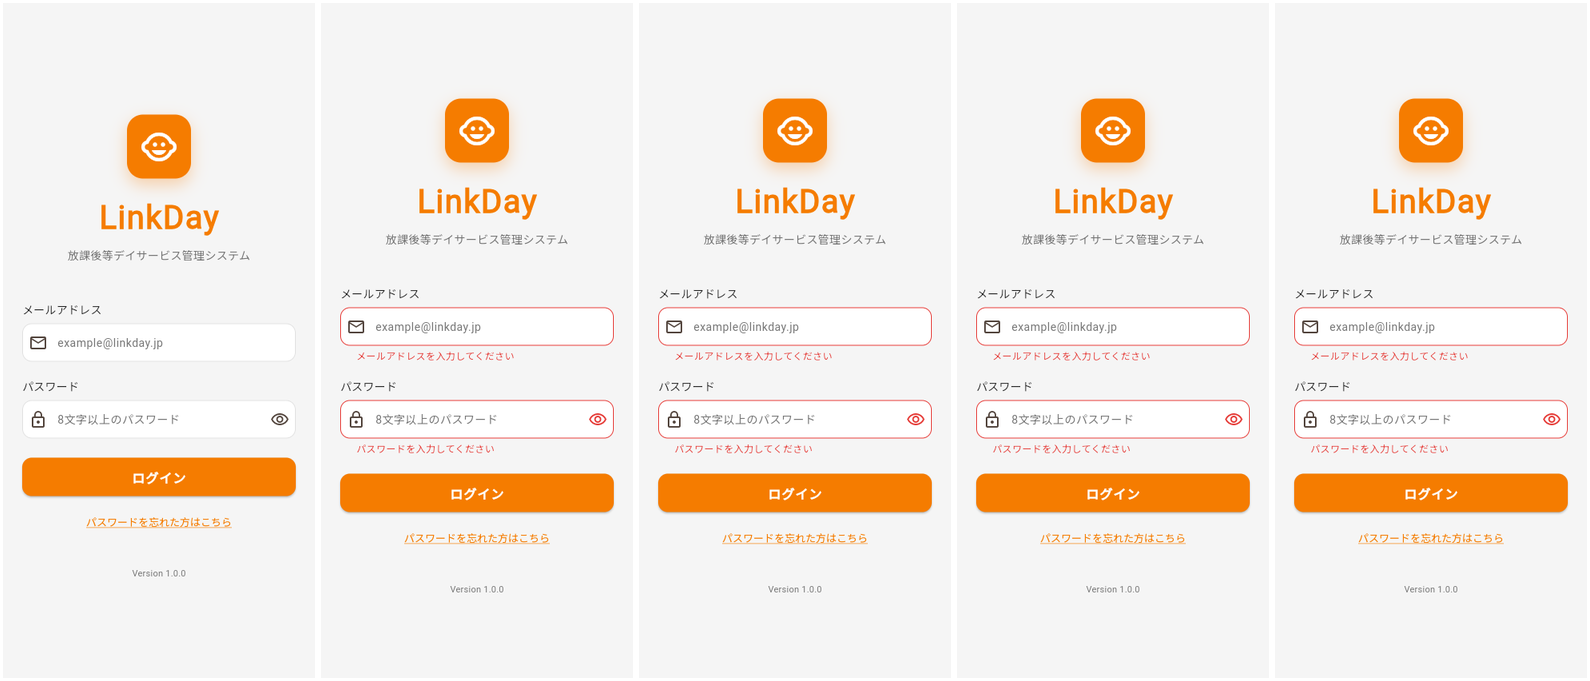 LinkDay
放課後等デイサービス管理システム
メールアドレス
example@linkday.jp
パスワード
8文字以上のパスワード
ログイン
パスワードを忘れた方はこちら
Version 1.0.0
LinkDay
放課後等デイサービス管理システム
メールアドレス
example@linkday.jp
メールアドレスを入力してください
パスワード
8文字以上のパスワード
パスワードを入力してください
ログイン
パスワードを忘れた方はこちら
Version 1.0.0
LinkDay
放課後等デイサービス管理システム
メールアドレス
example@linkday.jp
メールアドレスを入力してください
パスワード
8文字以上のパスワード
パスワードを入力してください
ログイン
パスワードを忘れた方はこちら
Version 1.0.0
LinkDay
放課後等デイサービス管理システム
メールアドレス
example@linkday.jp
メールアドレスを入力してください
パスワード
8文字以上のパスワード
パスワードを入力してください
ログイン
パスワードを忘れた方はこちら
Version 1.0.0
LinkDay
放課後等デイサービス管理システム
メールアドレス
example@linkday.jp
メールアドレスを入力してください
パスワード
8文字以上のパスワード
パスワードを入力してください
ログイン
パスワードを忘れた方はこちら
Version 1.0.0